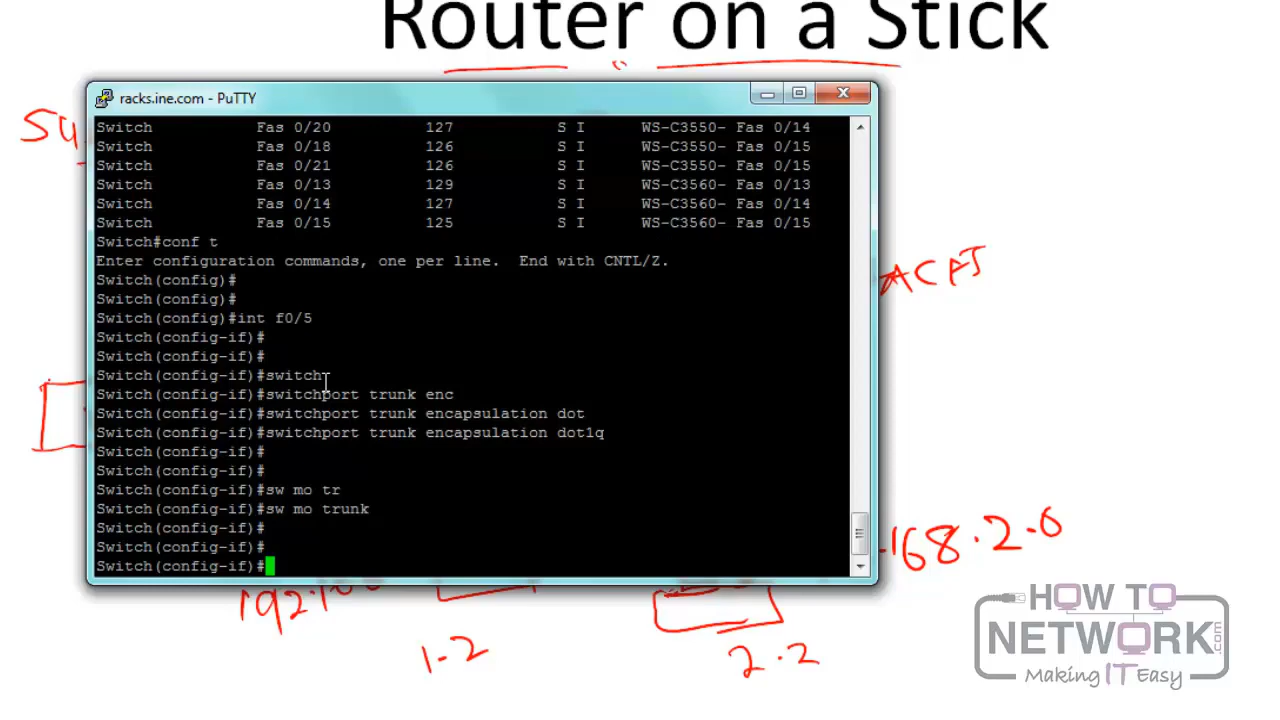 Router on a Stick
racks.ine.com - PuTTY
Switch Fas 0/20 127 S I WS-C3550- Fas 0/14
Switch Fas 0/18 126 S I WS-C3550- Fas 0/15
Switch Fas 0/21 126 S I WS-C3550- Fas 0/15
Switch Fas 0/13 129 S I WS-C3560- Fas 0/13
Switch Fas 0/14 127 S I WS-C3560- Fas 0/14
Switch Fas 0/15 125 S I WS-C3560- Fas 0/15
Switch#conf t
Enter configuration commands, one per line. End with CNTL/Z.
Switch(config)#
Switch(config)#
Switch(config)#int f0/5
Switch(config-if)#
Switch(config-if)#
Switch(config-if)#switch
Switch(config-if)#switchport trunk enc
Switch(config-if)#switchport trunk encapsulation dot
Switch(config-if)#switchport trunk encapsulation dot1q
Switch(config-if)#
Switch(config-if)#
Switch(config-if)#sw mo tr
Switch(config-if)#sw mo trunk
Switch(config-if)#
Switch(config-if)#
Switch(config-if)#
168.2.0
1.2
2.2
HOW TO
NETWORK.com
Making IT Easy